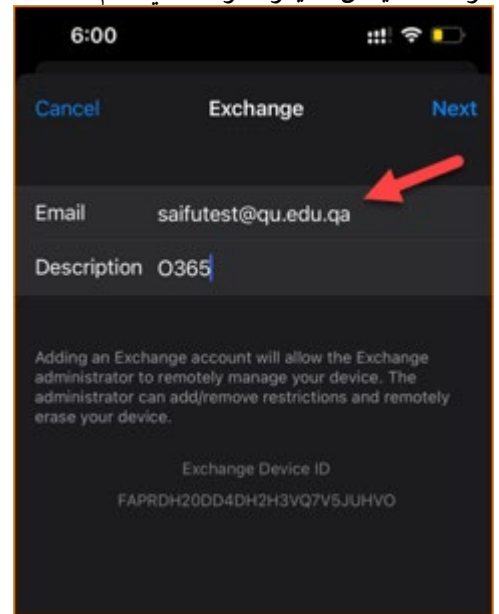 6:00
Cancel Exchange Next
Email saifutest@qu.edu.qa
Description O365
Adding an Exchange account will allow the Exchange
administrator to remotely manage your device. The
administrator can add/remove restrictions and remotely
erase your device.
Exchange Device ID
FAPRDH20DD4DH2H3VQ7V5JUHVO